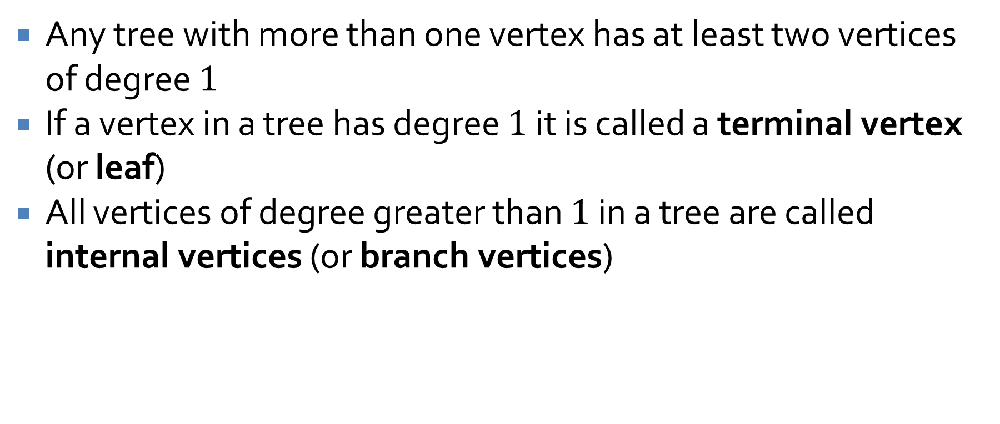 Any tree with more than one vertex has at least two vertices
of degree 1
If a vertex in a tree has degree 1 it is called a terminal vertex
(or leaf)
All vertices of degree greater than 1 in a tree are called
internal vertices (or branch vertices)